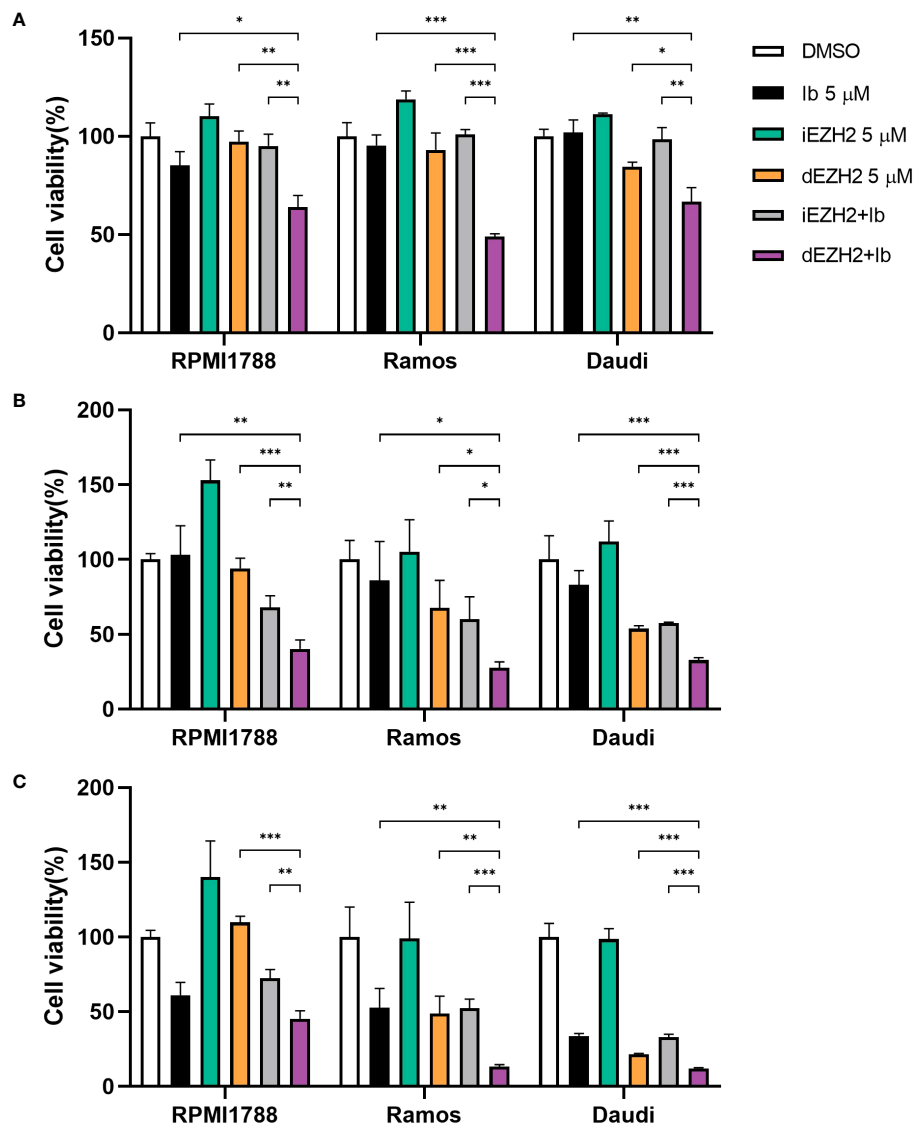 A
Cell viability(%)
150
100
50
0
* ** **
*** *** ***
** * **
RPMI1788 Ramos Daudi
DMSO
Ib 5 μM
iEZH2 5 μM
dEZH2 5 μM
iEZH2+Ib
dEZH2+Ib
B
Cell viability(%)
200
150
100
50
0
** *** **
* * *
*** *** ***
RPMI1788 Ramos Daudi
C
Cell viability(%)
200
150
100
50
0
*** **
** ** ***
*** *** ***
RPMI1788 Ramos Daudi